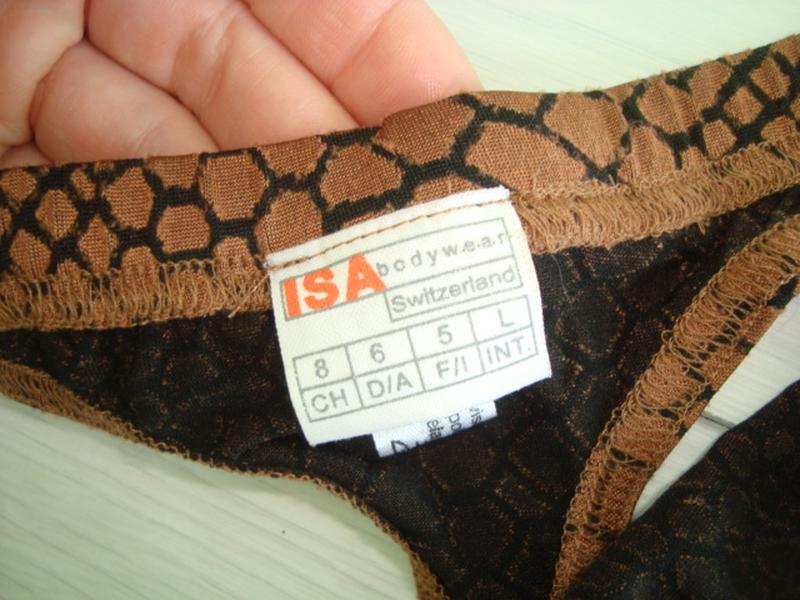 ISA bodywear
Switzerland
8 6 5 L
CH D/A F/I INT.